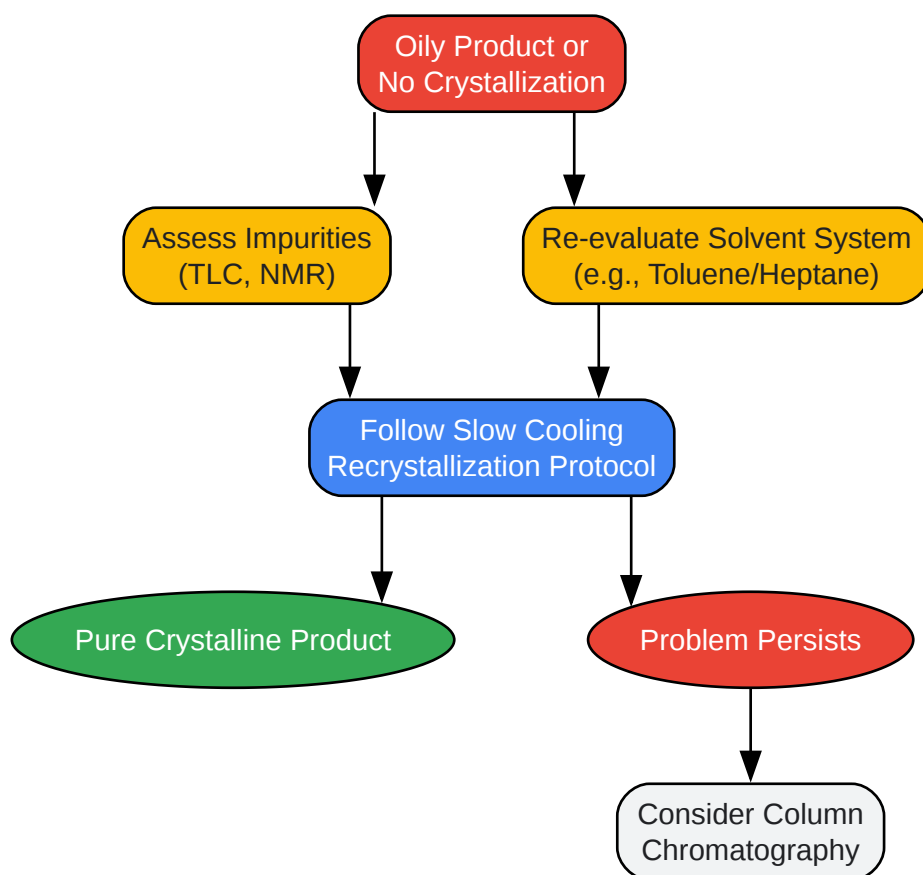 Oily Product or
No Crystallization
Assess Impurities
(TLC, NMR)
Re-evaluate Solvent System
(e.g., Toluene/Heptane)
Follow Slow Cooling
Recrystallization Protocol
Pure Crystalline Product
Problem Persists
Consider Column
Chromatography